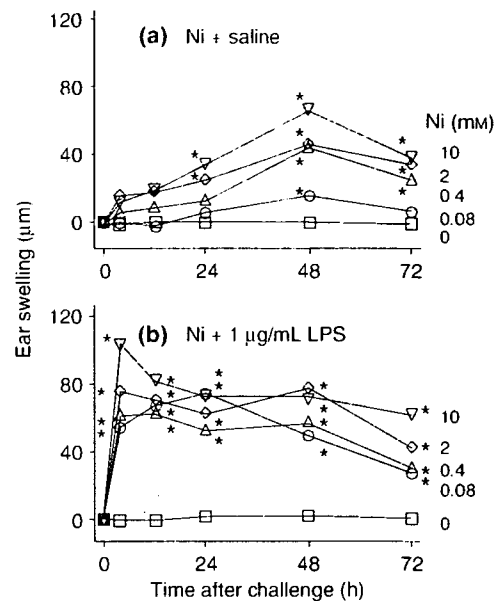 120
(a) Ni + saline
80
40
0
Ni (mM)
10
2
0 4
0.08
0
0 24 48 72
Ear swelling (μm)
120
(b) Ni + 1 μg/mL LPS
80
40
0
10
2
0.4
0.08
0
0 24 48 72
Time after challenge (h)